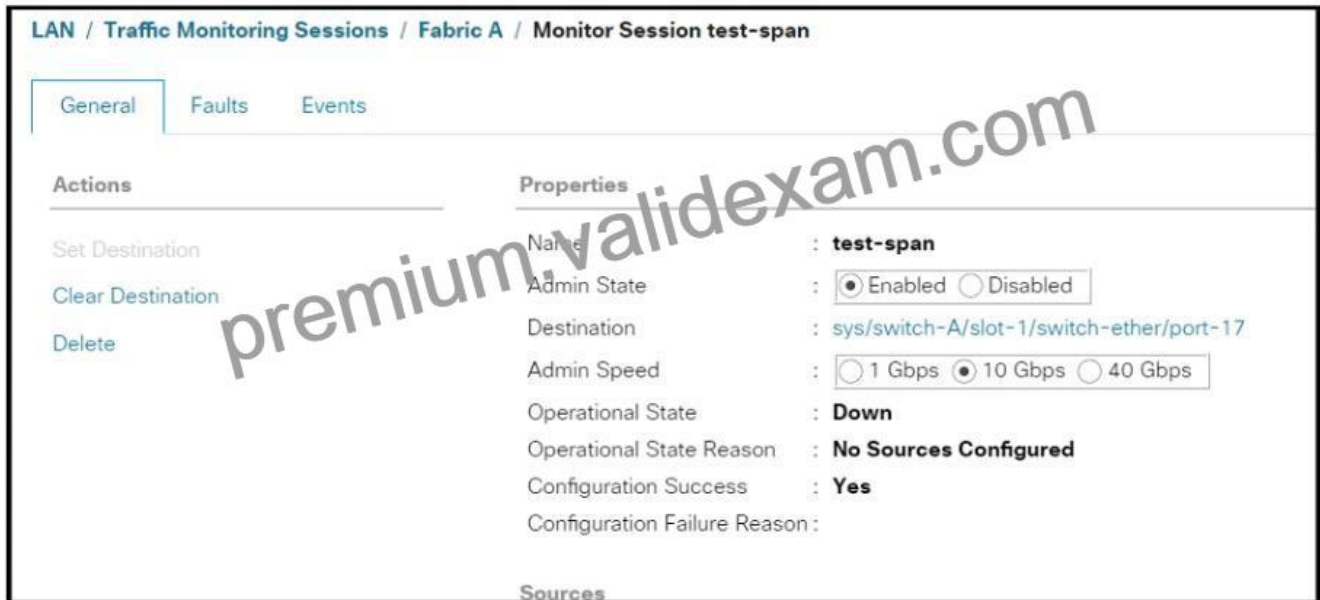 LAN / Traffic Monitoring Sessions / Fabric A / Monitor Session test-span
General Faults Events
Actions
Set Destination
Clear Destination
Delete
Properties
Name : test-span
Admin State : Enabled Disabled
Destination : sys/switch-A/slot-1/switch-ether/port-17
Admin Speed : 1 Gbps 10 Gbps 40 Gbps
Operational State : Down
Operational State Reason : No Sources Configured
Configuration Success : Yes
Configuration Failure Reason :
Sources
premium.validexam.com